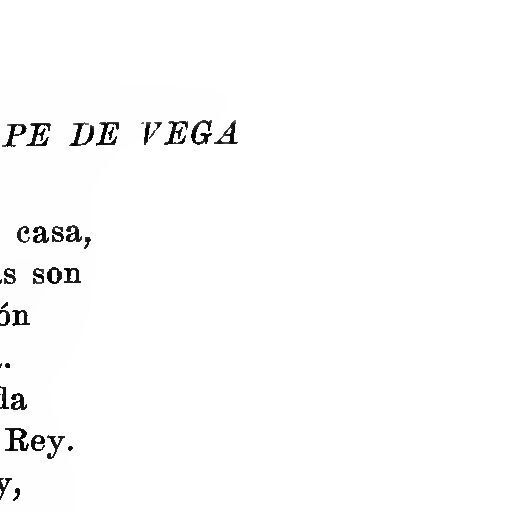 PE DE VEGA
casa,
s son
ón
.
da
Rey.
y,